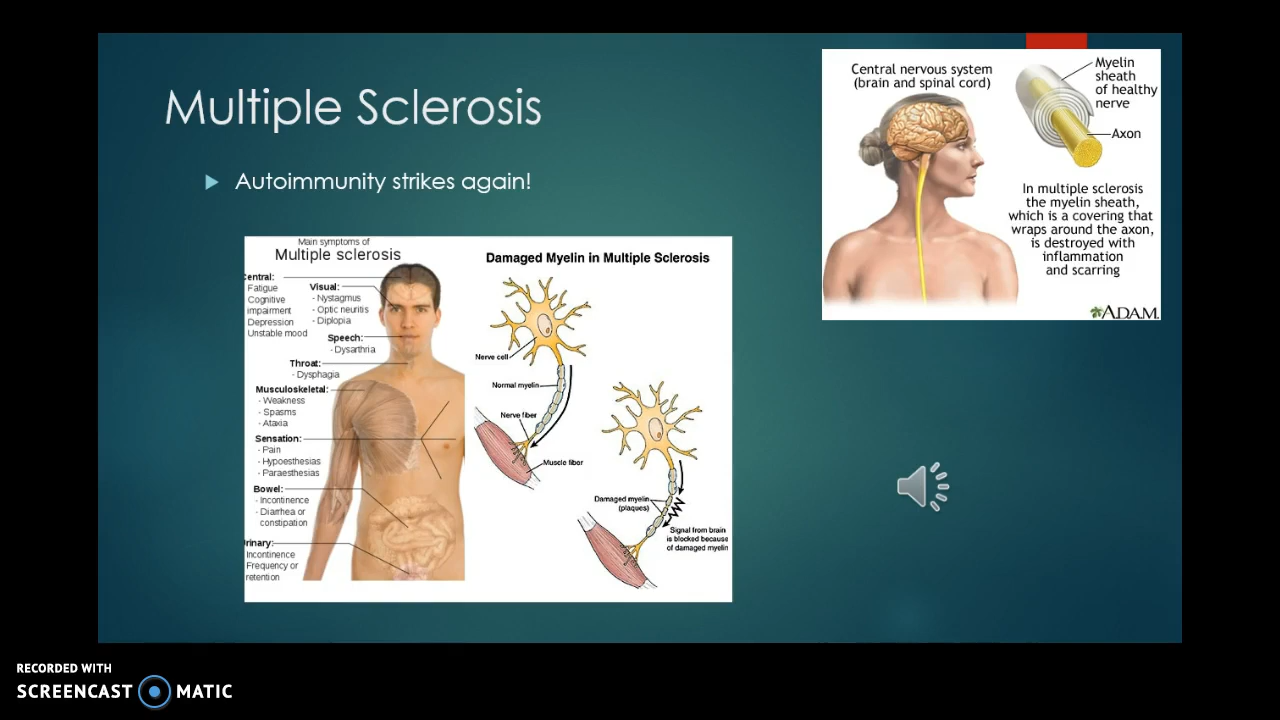 Multiple Sclerosis
Autoimmunity strikes again!
Main symptoms of
Multiple sclerosis
entral:
Fatigue
Cognitive
impairment
Depression
Unstable mood
Visual:
- Nystagmus
- Optic neuritis
- Diplopia
Speech:
- Dysarthria
Throat:
- Dysphagia
Musculoskeletal:
- Weakness
- Spasms
- Ataxia
Sensation:
- Pain
- Hypoesthesias
- Paraesthesias
Bowel:
- Incontinence
- Diarrhea or
constipation
rinary:
Incontinence
Frequency or
retention
Damaged Myelin in Multiple Sclerosis
Nerve cell
Normal myelin
Nerve fiber
Muscle fiber
Damaged myelin
(plaques)
Signal from brain
is blocked because
of damaged myelin
Central nervous system
(brain and spinal cord)
Myelin
sheath
of healthy
nerve
Axon
In multiple sclerosis
the myelin sheath,
which is a covering that
wraps around the axon,
is destroyed with
inflammation
and scarring
ADAM.
RECORDED WITH
SCREENCAST MATIC